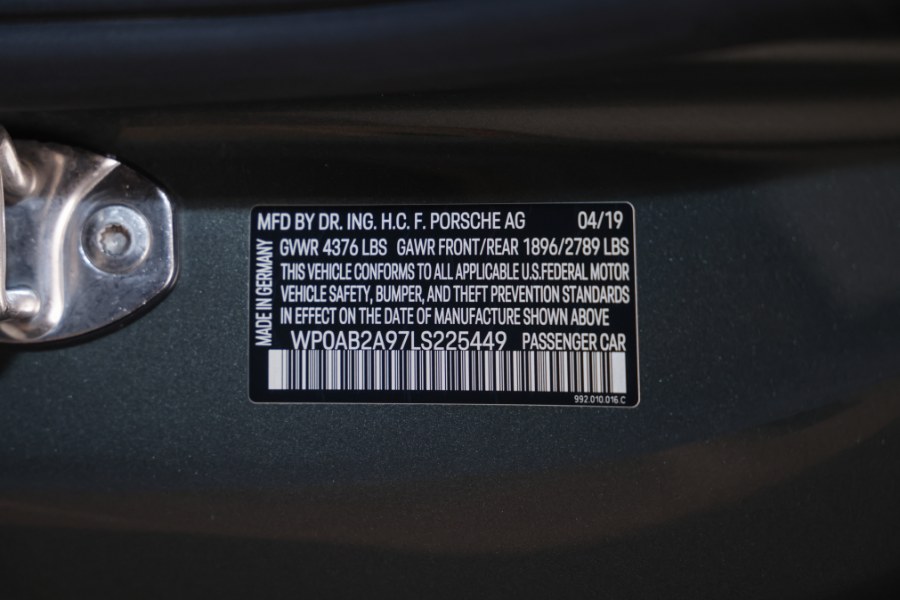 MFD BY DR. ING. H.C. F. PORSCHE AG 04/19
GVWR 4376 LBS GAWR FRONT/REAR 1896/2789 LBS
THIS VEHICLE CONFORMS TO ALL APPLICABLE U.S.FEDERAL MOTOR
VEHICLE SAFETY, BUMPER, AND THEFT PREVENTION STANDARDS
IN EFFECT ON THE DATE OF MANUFACTURE SHOWN ABOVE
MADE IN GERMANY
WP0AB2A97LS225449 PASSENGER CAR
992.010.016 C